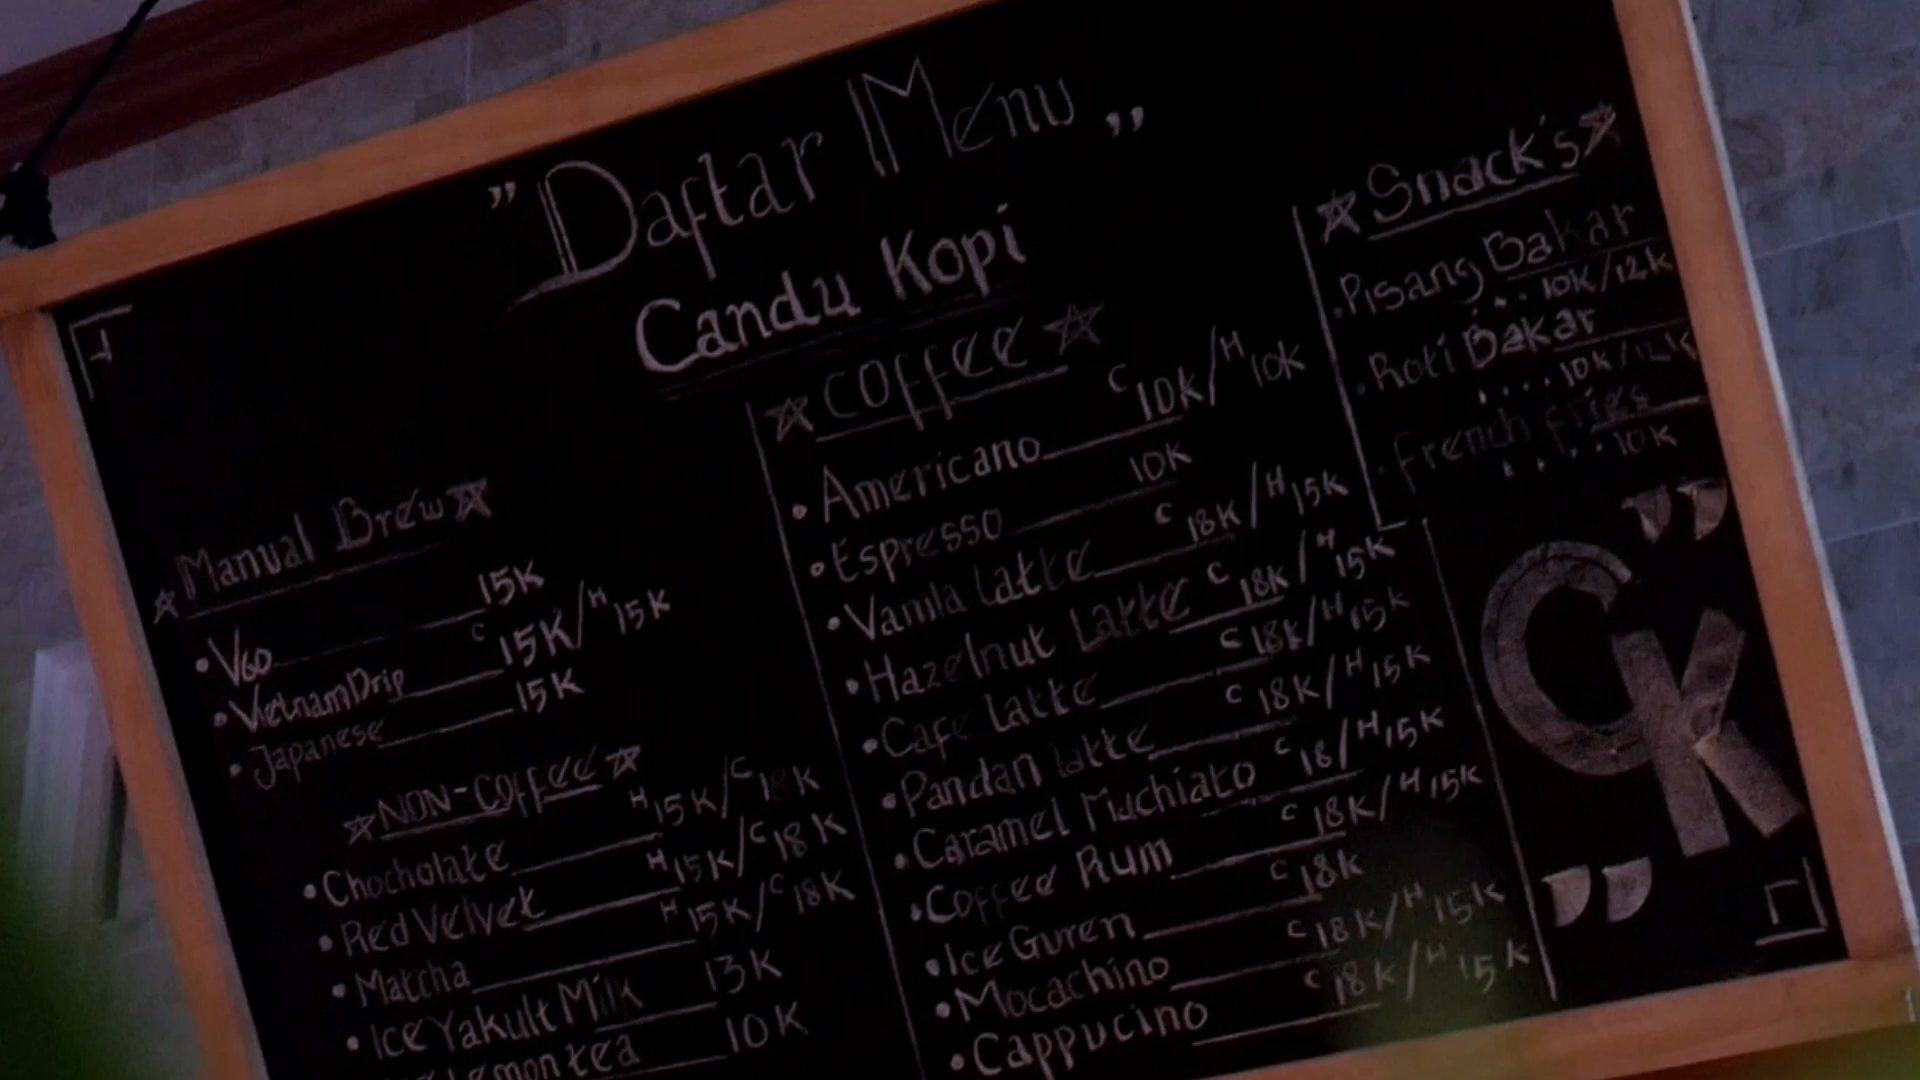 " Daftar Menu "
Candu Kopi
Manual Brew
• V60 15K
• Vietnam Drip C 15K/H 15K
• Japanese 15K
NON-COFFEE
• Chocholate H 15K/C 18K
• Red Velvet H 15K/C 18K
• Matcha H 15K/C 18K
• Ice Yakult Milk 13K
Lemon tea 10K
COFFEE
• Americano C 10K/H 10K
• Espresso 10K
• Vanila Latte C 18K/H 15K
• Hazelnut Latte C 18K/H 15K
• Cafe Latte C 18K/H 15K
• Pandan Latte C 18K/H 15K
• Caramel Machiato C 18/H 15K
• Coffee Rum C 18K/H 15K
• Ice Guren C 18K
• Mocachino C 18K/H 15K
• Cappucino C 18K/H 15K
Snack's
• Pisang Bakar
... 10K/12K
• Roti Bakar
.... 10K/12K
• French fries
.... 10K
" CK "